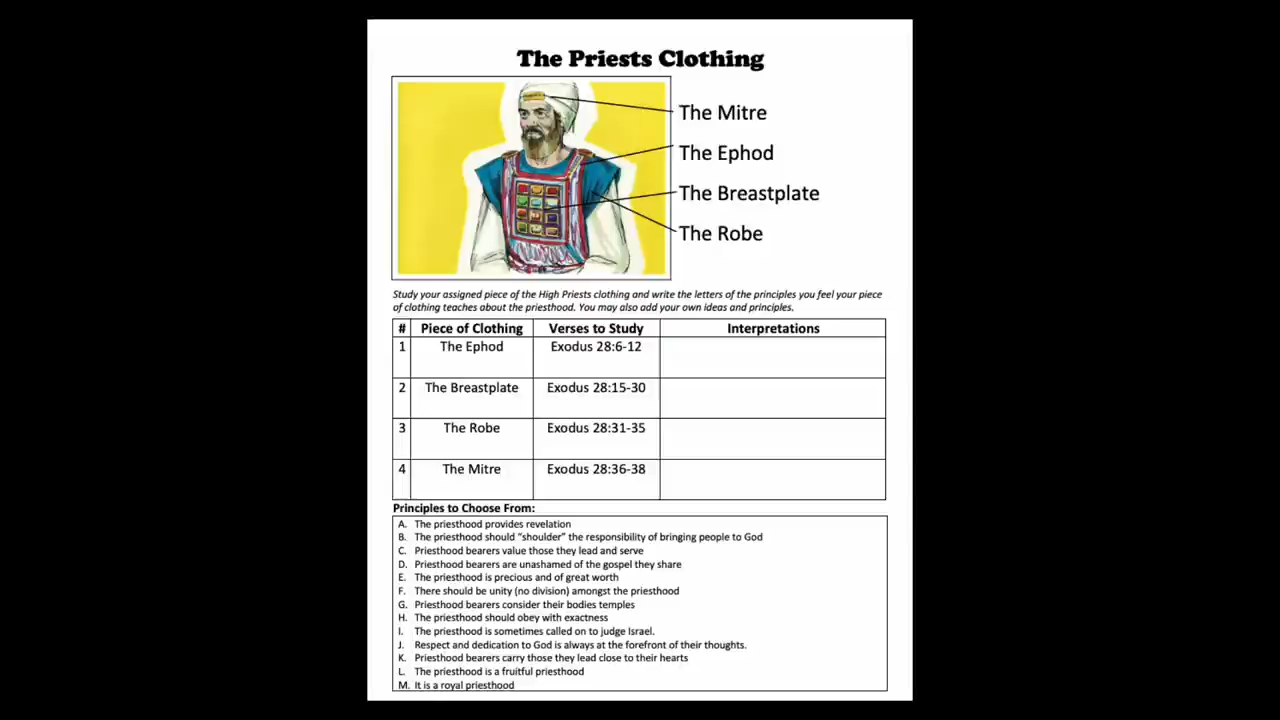 The Priests Clothing
The Mitre
The Ephod
The Breastplate
The Robe
Study your assigned piece of the High Priests clothing and write the letters of the principles you feel your piece
of clothing teaches about the priesthood. You may also add your own ideas and principles.
# Piece of Clothing Verses to Study Interpretations
1 The Ephod Exodus 28:6-12
2 The Breastplate Exodus 28:15-30
3 The Robe Exodus 28:31-35
4 The Mitre Exodus 28:36-38
Principles to Choose From:
A. The priesthood provides revelation
B. The priesthood should “shoulder” the responsibility of bringing people to God
C. Priesthood bearers value those they lead and serve
D. Priesthood bearers are unashamed of the gospel they share
E. The priesthood is precious and of great worth
F. There should be unity (no division) amongst the priesthood
G. Priesthood bearers consider their bodies temples
H. The priesthood should obey with exactness
I. The priesthood is sometimes called on to judge Israel.
J. Respect and dedication to God is always at the forefront of their thoughts.
K. Priesthood bearers carry those they lead close to their hearts
L. The priesthood is a fruitful priesthood
M. It is a royal priesthood